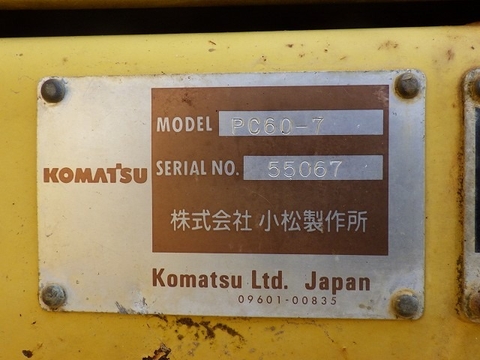 MODEL PC60-7
KOMATSU
SERIAL NO. 55067
株式会社 小松製作所
Komatsu Ltd. Japan
09601-00835